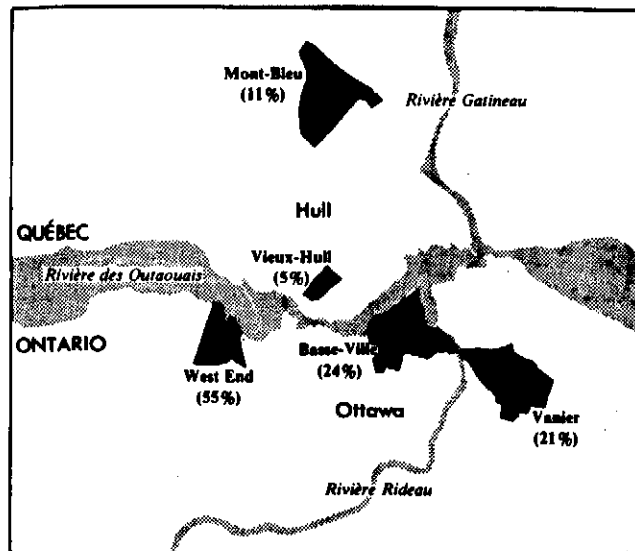 Mont-Bleu
(11%)
Rivière Gatineau
Hull
QUÉBEC
Rivière des Outaouais
Vieux-Hull
(5%)
ONTARIO
West End
(55%)
Basse-Ville
(24%)
Ottawa
Vanier
(21%)
Rivière Rideau